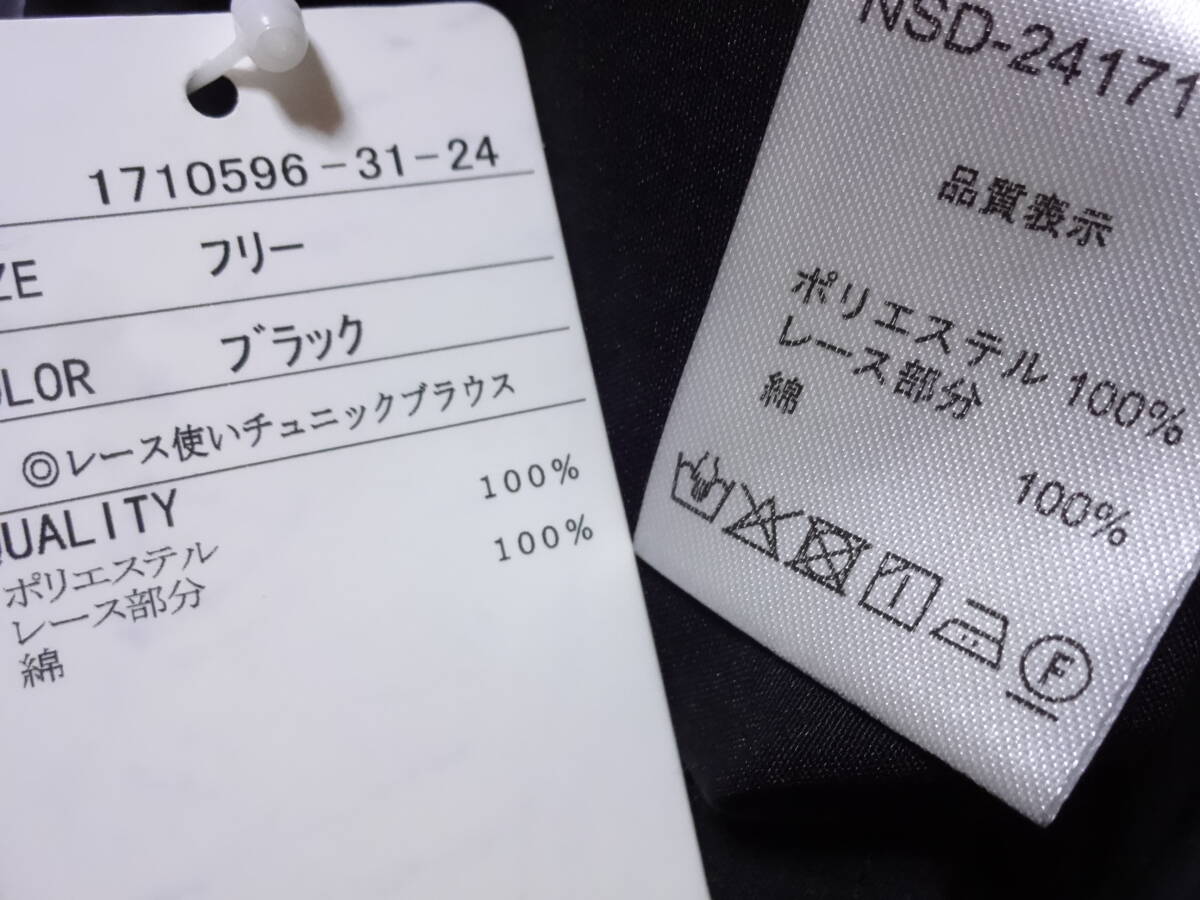 1710596-31-24
ZE フリー
OLOR ブラック
◎レース使いチュニックブラウス
QUALITY
ポリエステル 100%
レース部分
綿 100%
NSD-24171
品質表示
ポリエステル 100%
レース部分
綿 100%
F